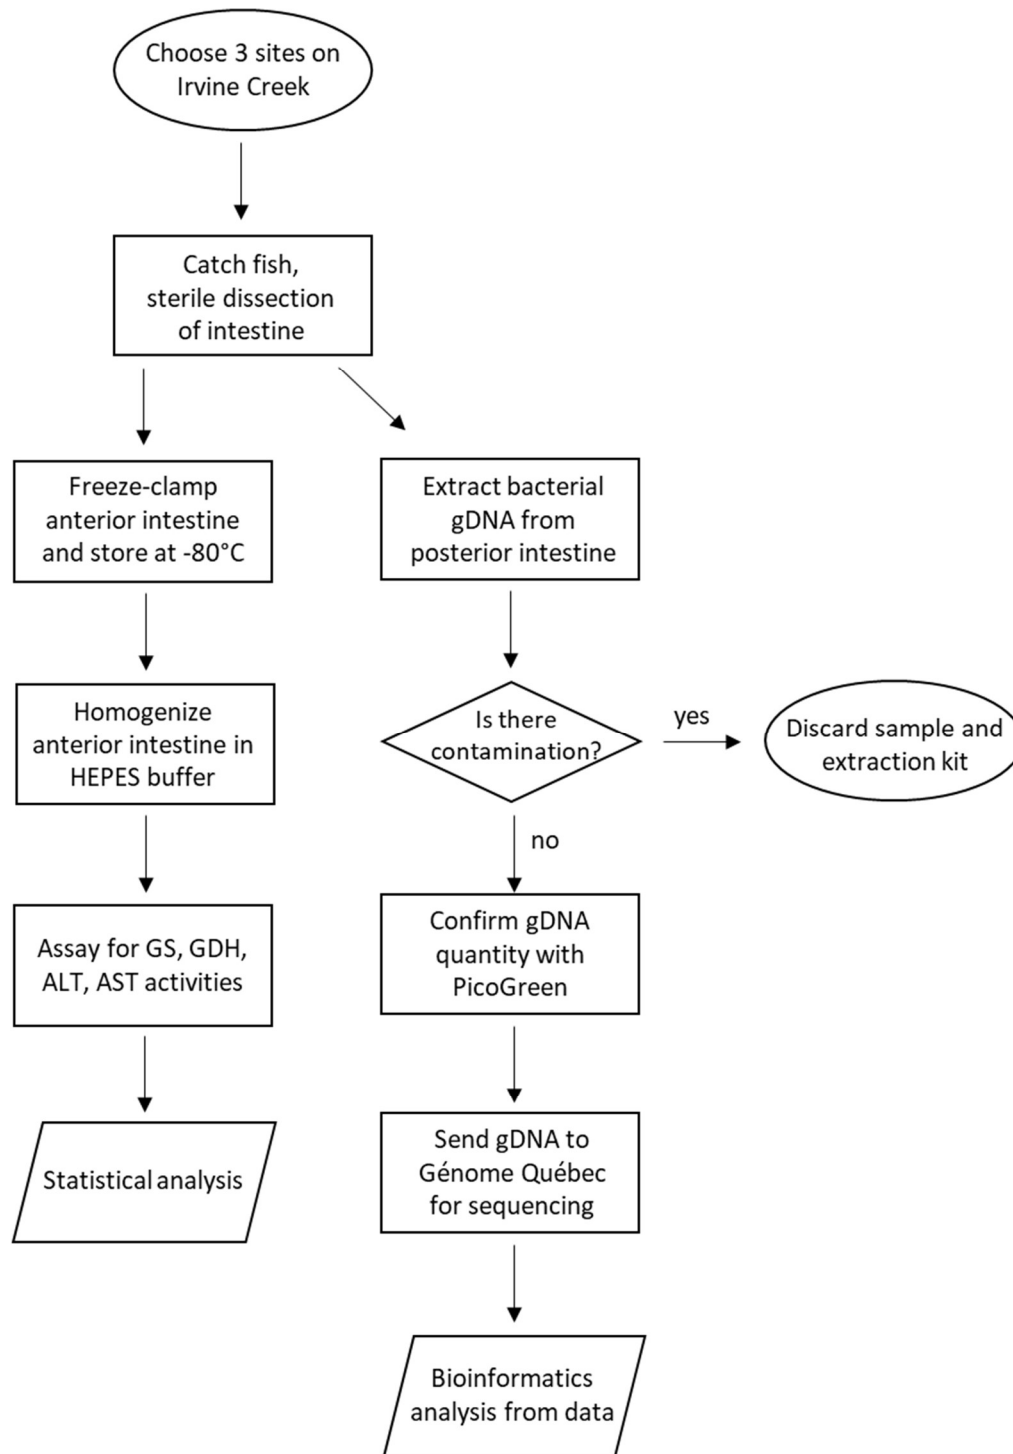 Choose 3 sites on
Irvine Creek
Catch fish,
sterile dissection
of intestine
Freeze-clamp
anterior intestine
and store at -80°C
Extract bacterial
gDNA from
posterior intestine
Homogenize
anterior intestine in
HEPES buffer
Is there
contamination?
yes
Discard sample and
extraction kit
no
Assay for GS, GDH,
ALT, AST activities
Confirm gDNA
quantity with
PicoGreen
Statistical analysis
Send gDNA to
Génome Québec
for sequencing
Bioinformatics
analysis from data